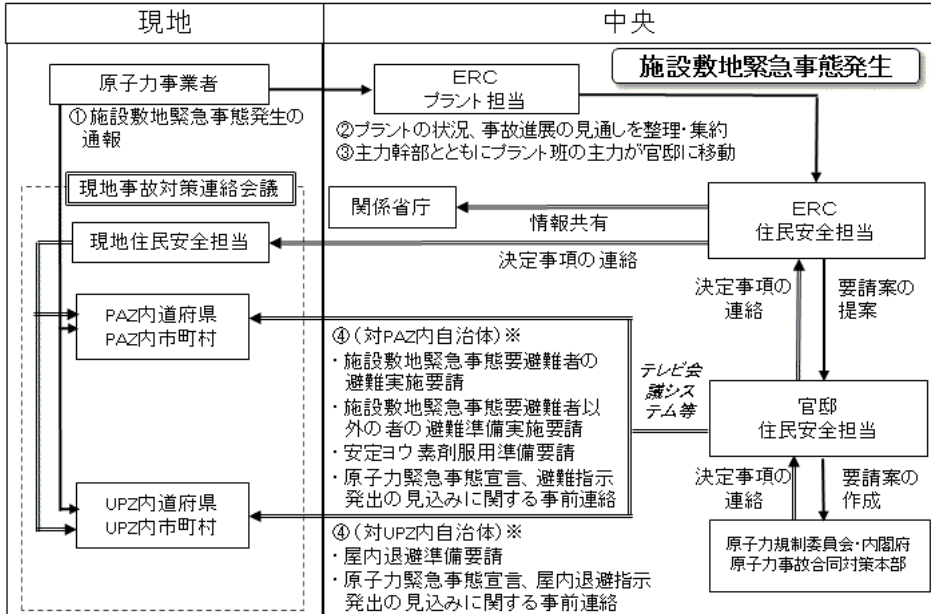 現地
中央
施設敷地緊急事態発生
原子力事業者
①施設敷地緊急事態発生の
通報
ERC
プラント担当
②プラントの状況、事故進展の見通しを整理・集約
③主力幹部とともにプラント班の主力が官邸に移動
現地事故対策連絡会議
関係省庁
情報共有
ERC
住民安全担当
現地住民安全担当
決定事項の連絡
決定事項の
連絡
要請案の
提案
PAZ内道府県
PAZ内市町村
④(対PAZ内自治体)※
・施設敷地緊急事態要避難者の
避難実施要請
・施設敷地緊急事態要避難者以
外の者の避難準備実施要請
・安定ヨウ素剤服用準備要請
・原子力緊急事態宣言、避難指示
発出の見込みに関する事前連絡
テレビ会
議シス
テム等
官邸
住民安全担当
決定事項の
連絡
要請案の
作成
UPZ内道府県
UPZ内市町村
④(対UPZ内自治体)※
・屋内退避準備要請
・原子力緊急事態宣言、屋内退避指示
発出の見込みに関する事前連絡
原子力規制委員会・内閣府
原子力事故合同対策本部